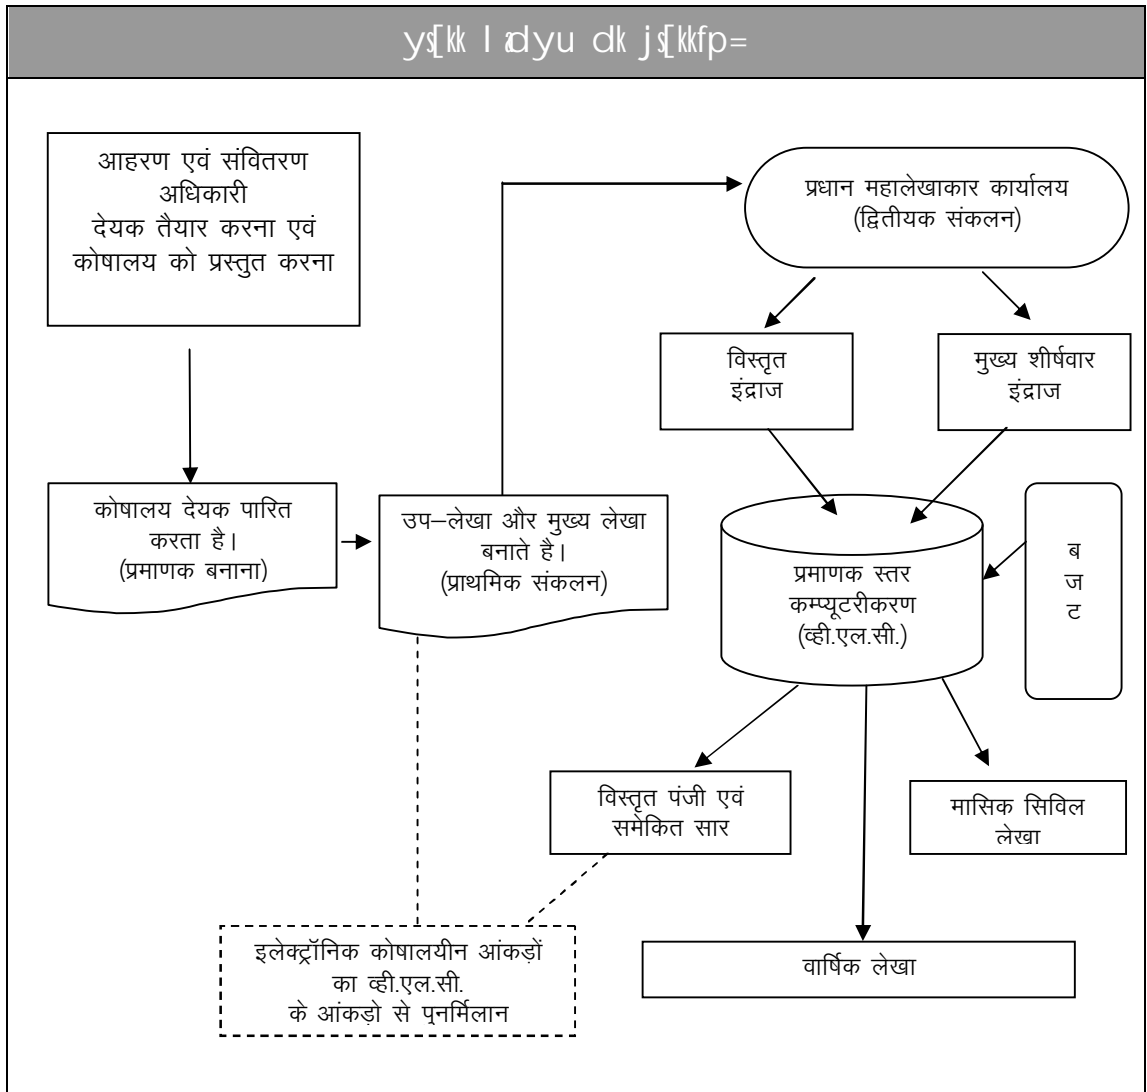 ys[kk l adyu dk js[kkfp=
आहरण एवं संवितरण
अधिकारी
देयक तैयार करना एवं
कोषालय को प्रस्तुत करना
प्रधान महालेखाकार कार्यालय
(द्वितीयक संकलन)
विस्तृत
इंद्राज
मुख्य शीर्षवार
इंद्राज
कोषालय देयक पारित
करता है।
(प्रमाणक बनाना)
उप–लेखा और मुख्य लेखा
बनाते है।
(प्राथमिक संकलन)
प्रमाणक स्तर
कम्प्यूटरीकरण
(व्ही.एल.सी.)
ब
ज
ट
विस्तृत पंजी एवं
समेकित सार
मासिक सिविल
लेखा
इलेक्ट्रॉनिक कोषालयीन आंकड़ों
का व्ही.एल.सी.
के आंकड़ो से पुनर्मिलान
वार्षिक लेखा